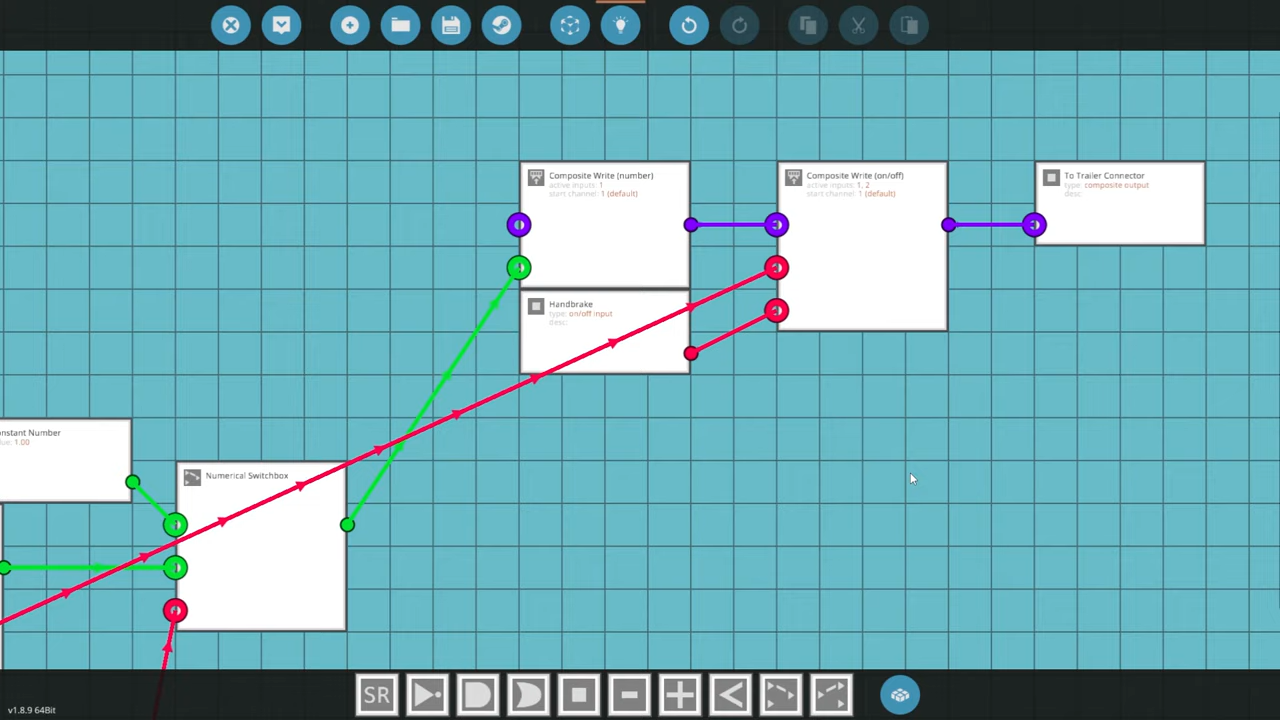 Composite Write (number)
active inputs: 1
start channel: 1 (default)
Composite Write (on/off)
active inputs: 1, 2
start channel: 1 (default)
To Trailer Connector
type: composite output
desc:
Handbrake
type: on/off input
desc:
onstant Number
lue: 1.00
Numerical Switchbox
SR
v1.8.9 64Bit